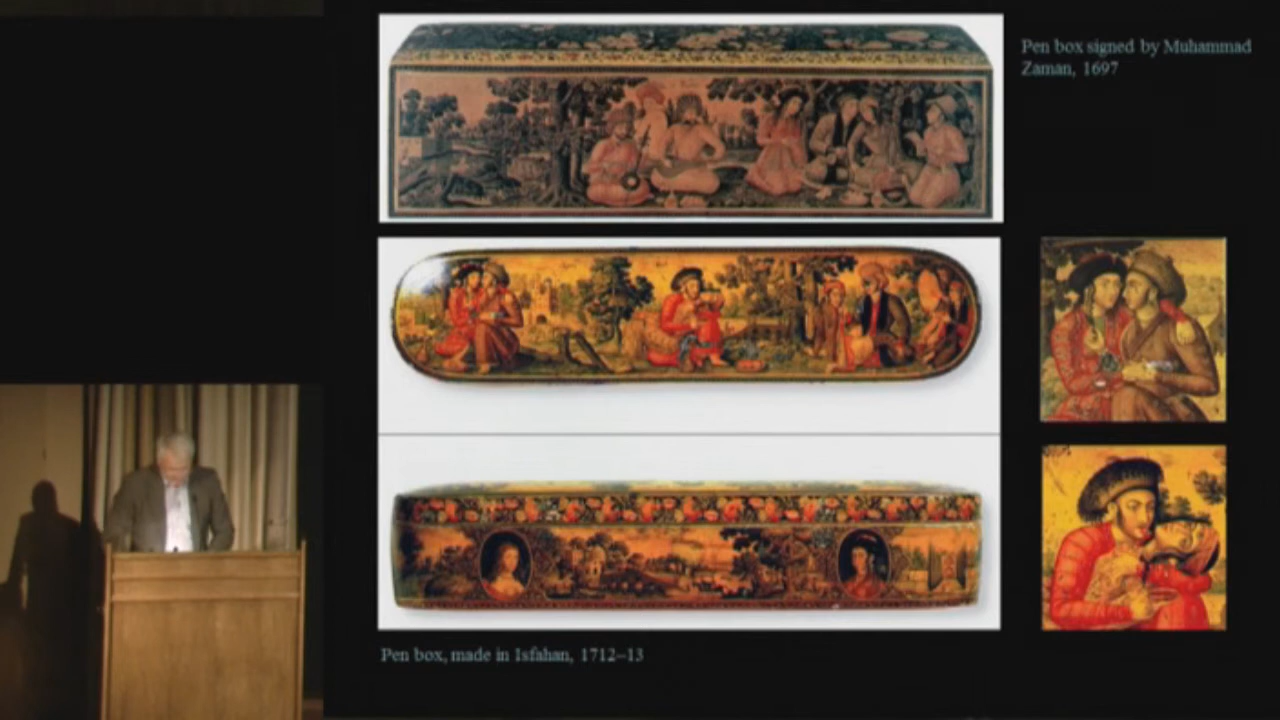 Pen box signed by Muhammad
Zaman, 1697
Pen box, made in Isfahan, 1712–13